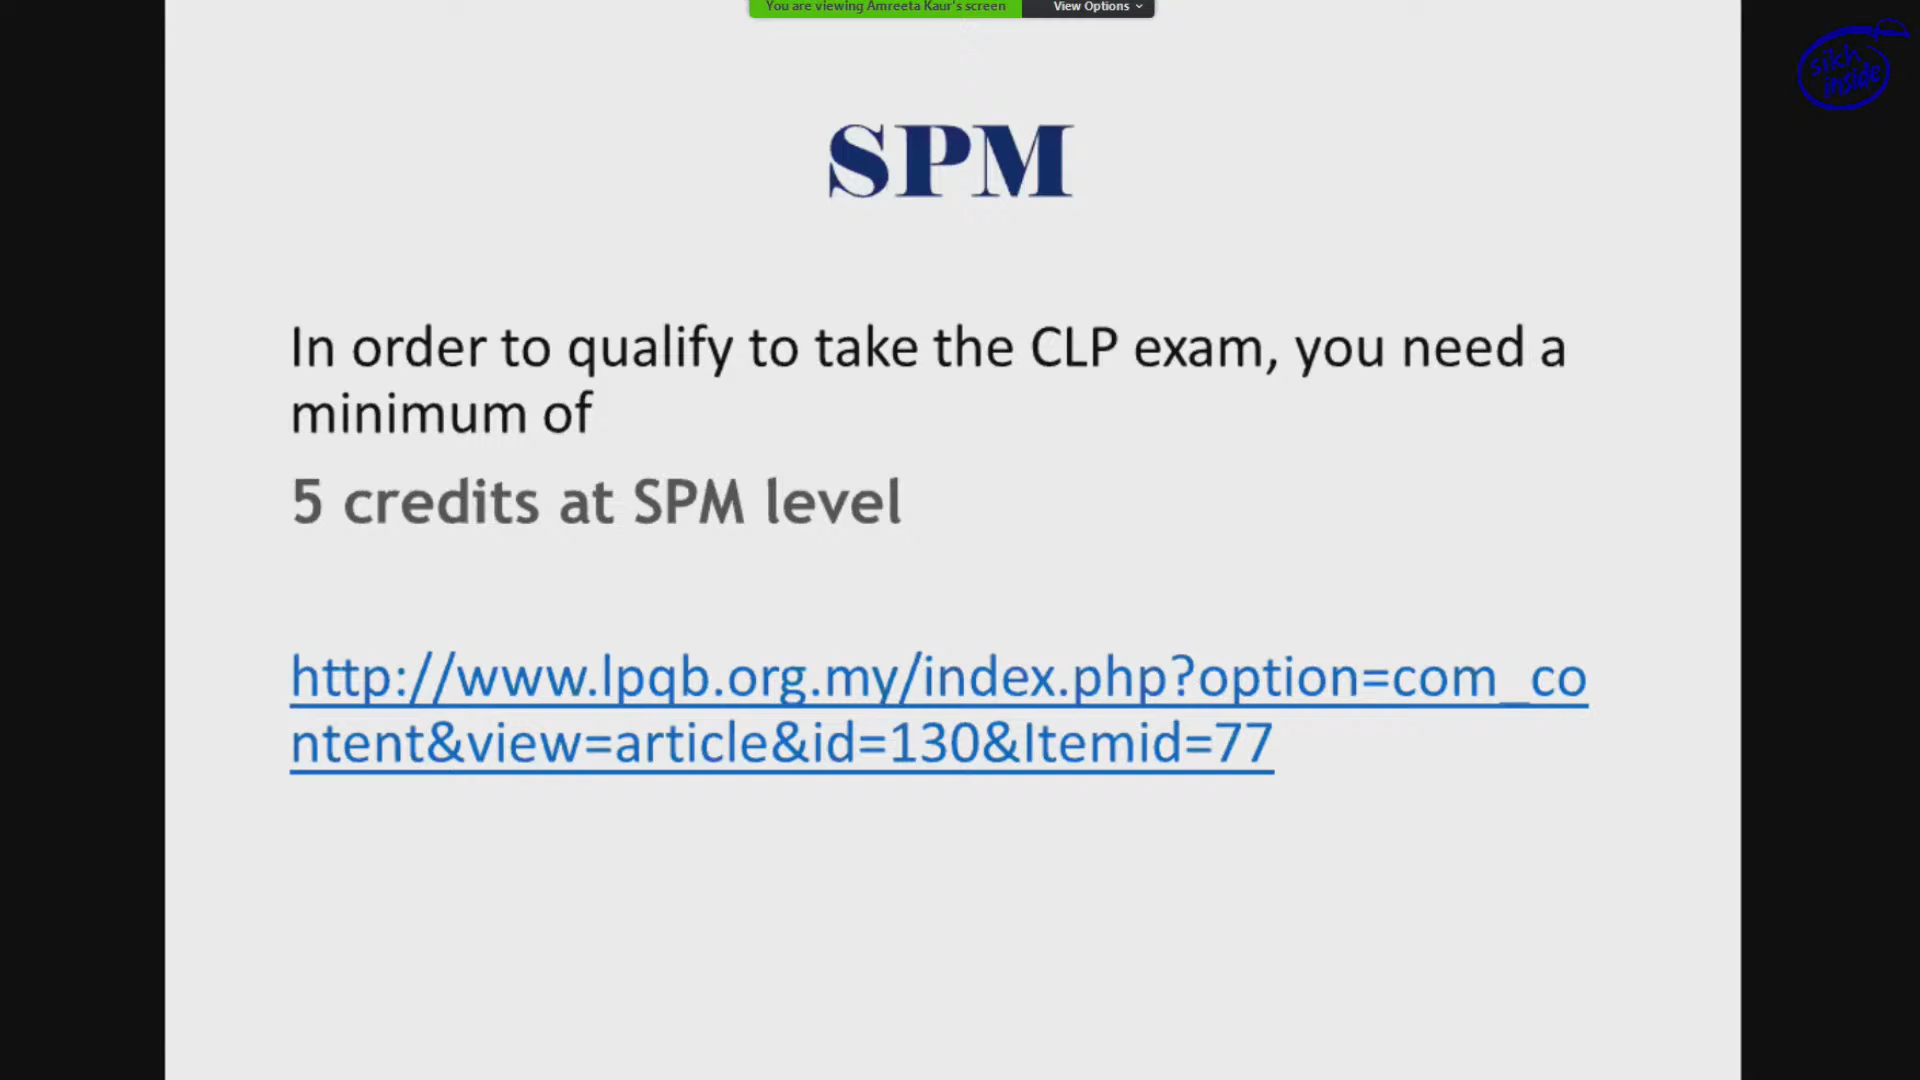 You are viewing Amreeta Kaur's screen View Options
sikh
inside
SPM
In order to qualify to take the CLP exam, you need a
minimum of
5 credits at SPM level
http://www.lpqb.org.my/index.php?option=com_co
ntent&view=article&id=130&Itemid=77